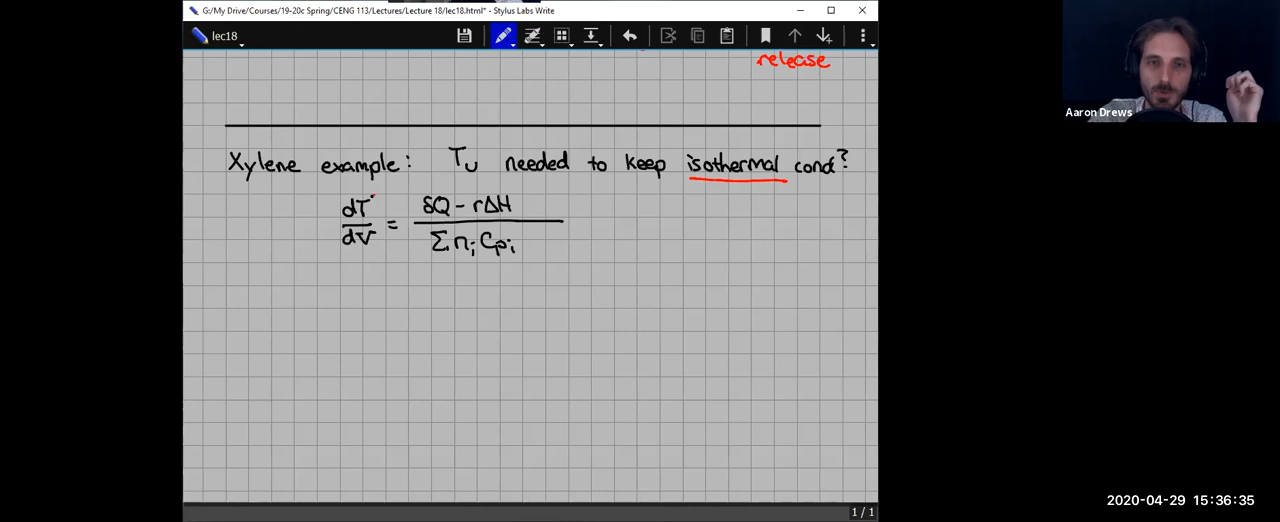 G:/My Drive/Courses/19-20c Spring/CENG 113/Lectures/Lecture 18/lec18.html* - Stylus Labs Write
lec18
release
Aaron Drews
Xylene example: Tᵤ needed to keep isothermal cond?
dT/dV = (δQ - rΔH)/(Σ nᵢ Cpᵢ)
2020-04-29 15:36:35
1 / 1